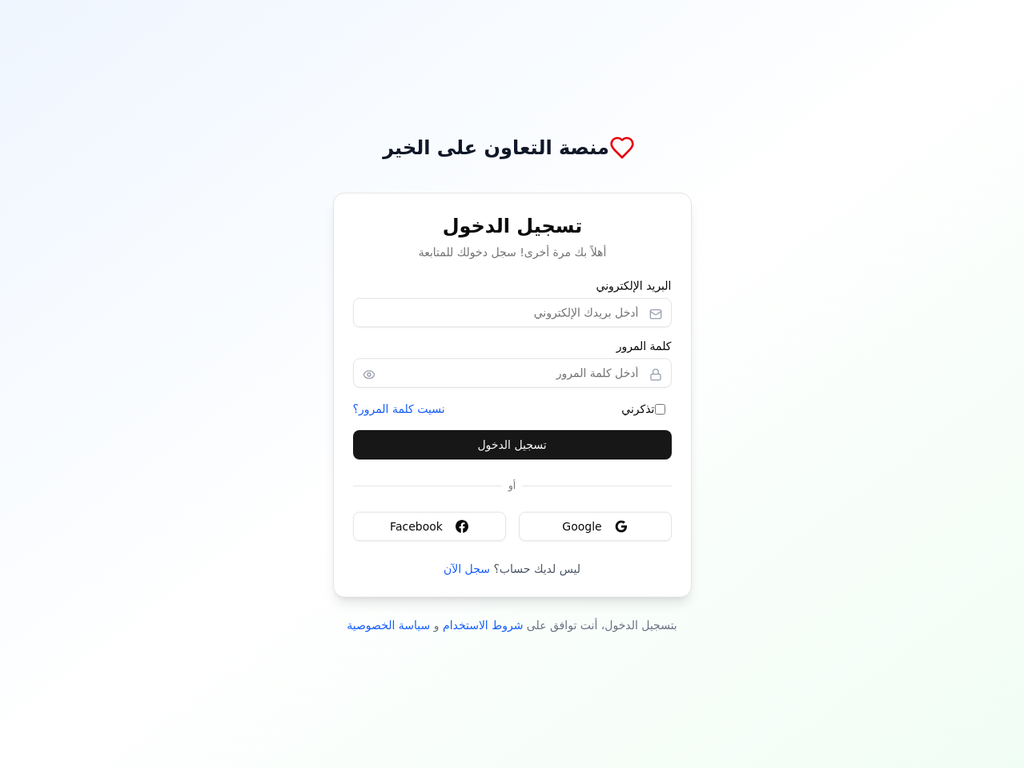 منصة التعاون على الخير
تسجيل الدخول
أهلاً بك مرة أخرى! سجل دخولك للمتابعة
البريد الإلكتروني
أدخل بريدك الإلكتروني
كلمة المرور
أدخل كلمة المرور
تذكرني نسيت كلمة المرور؟
تسجيل الدخول
أو
Google Facebook
ليس لديك حساب؟ سجل الآن
بتسجيل الدخول، أنت توافق على شروط الاستخدام و سياسة الخصوصية